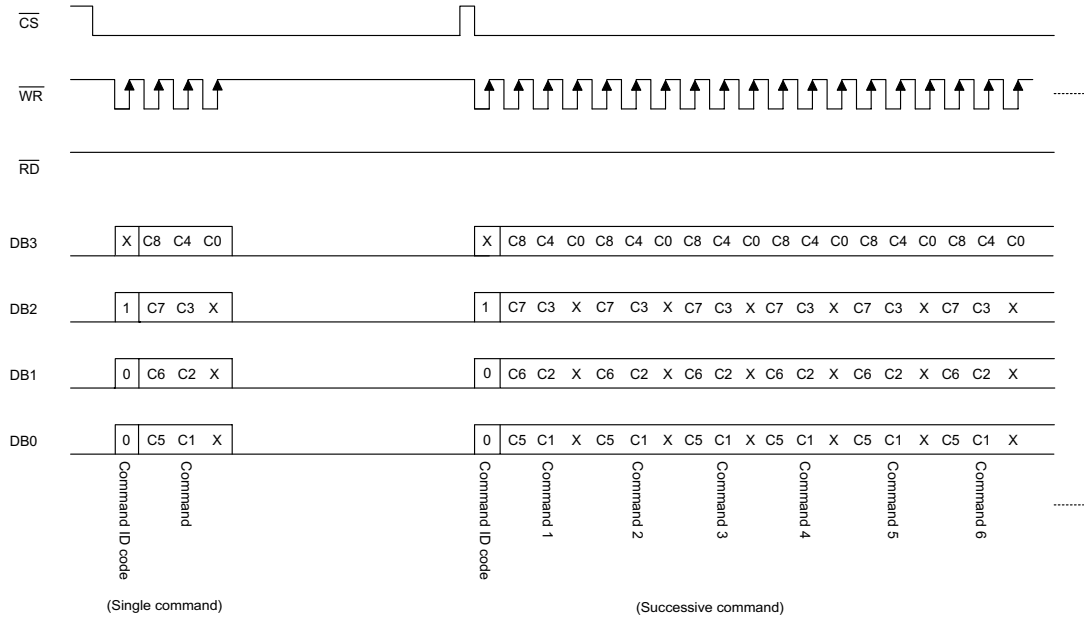 CS
WR
RD
DB3 X C8 C4 C0 X C8 C4 C0 C8 C4 C0 C8 C4 C0 C8 C4 C0 C8 C4 C0 C8 C4 C0
DB2 1 C7 C3 X 1 C7 C3 X C7 C3 X C7 C3 X C7 C3 X C7 C3 X C7 C3 X
DB1 0 C6 C2 X 0 C6 C2 X C6 C2 X C6 C2 X C6 C2 X C6 C2 X C6 C2 X
DB0 0 C5 C1 X 0 C5 C1 X C5 C1 X C5 C1 X C5 C1 X C5 C1 X C5 C1 X
Command ID code
Command
Command ID code
Command 1
Command 2
Command 3
Command 4
Command 5
Command 6
(Single command)
(Successive command)